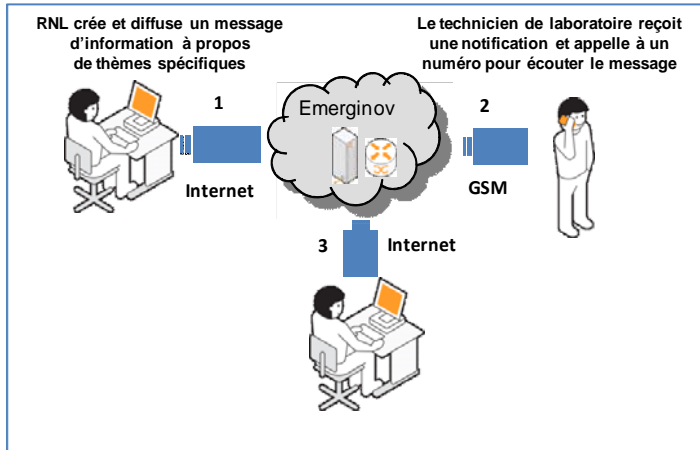 RNL crée et diffuse un message
d'information à propos
de thèmes spécifiques
Le technicien de laboratoire reçoit
une notification et appelle à un
numéro pour écouter le message
1
Emerginov
2
Internet
GSM
3
Internet